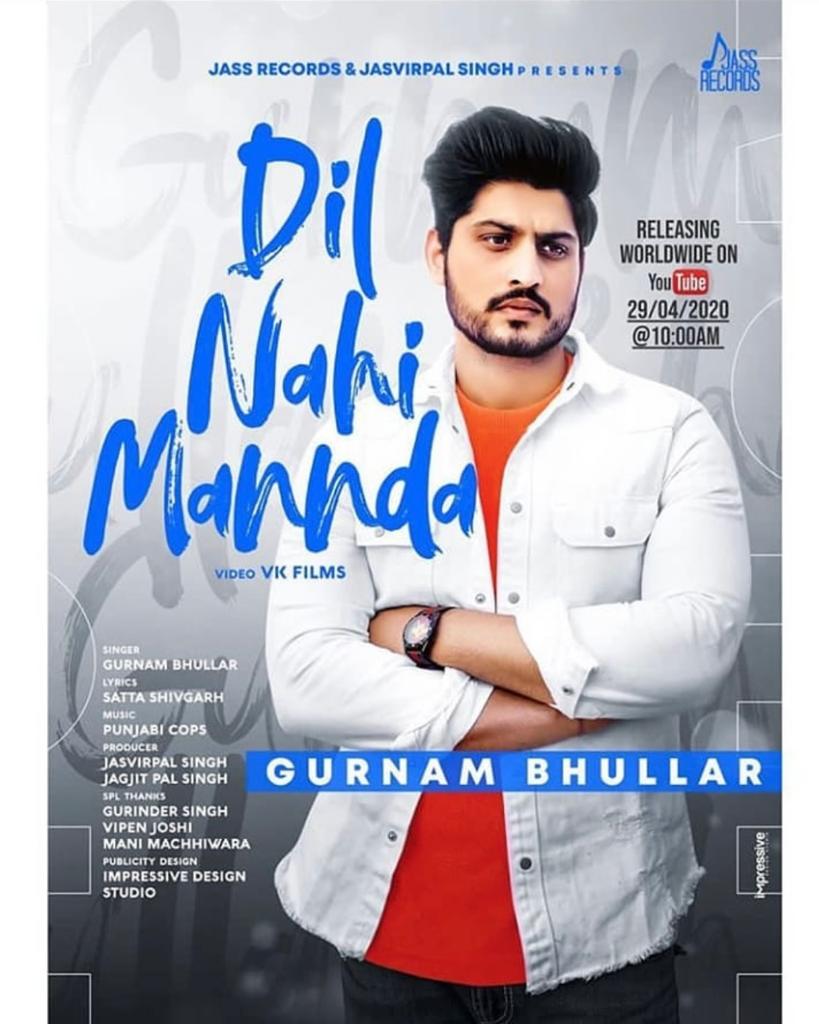 JASS RECORDS & JASVIRPAL SINGH PRESENTS
JASS
RECORDS
Dil
Nahi
Mannda
VIDEO VK FILMS
RELEASING
WORLDWIDE ON
YouTube
29/04/2020
@10:00AM
SINGER
GURNAM BHULLAR
LYRICS
SATTA SHIVGARH
MUSIC
PUNJABI COPS
PRODUCER
JASVIRPAL SINGH
JAGJIT PAL SINGH
SPL THANKS
GURINDER SINGH
VIPEN JOSHI
MANI MACHHIWARA
PUBLICITY DESIGN
IMPRESSIVE DESIGN
STUDIO
GURNAM BHULLAR
impressive